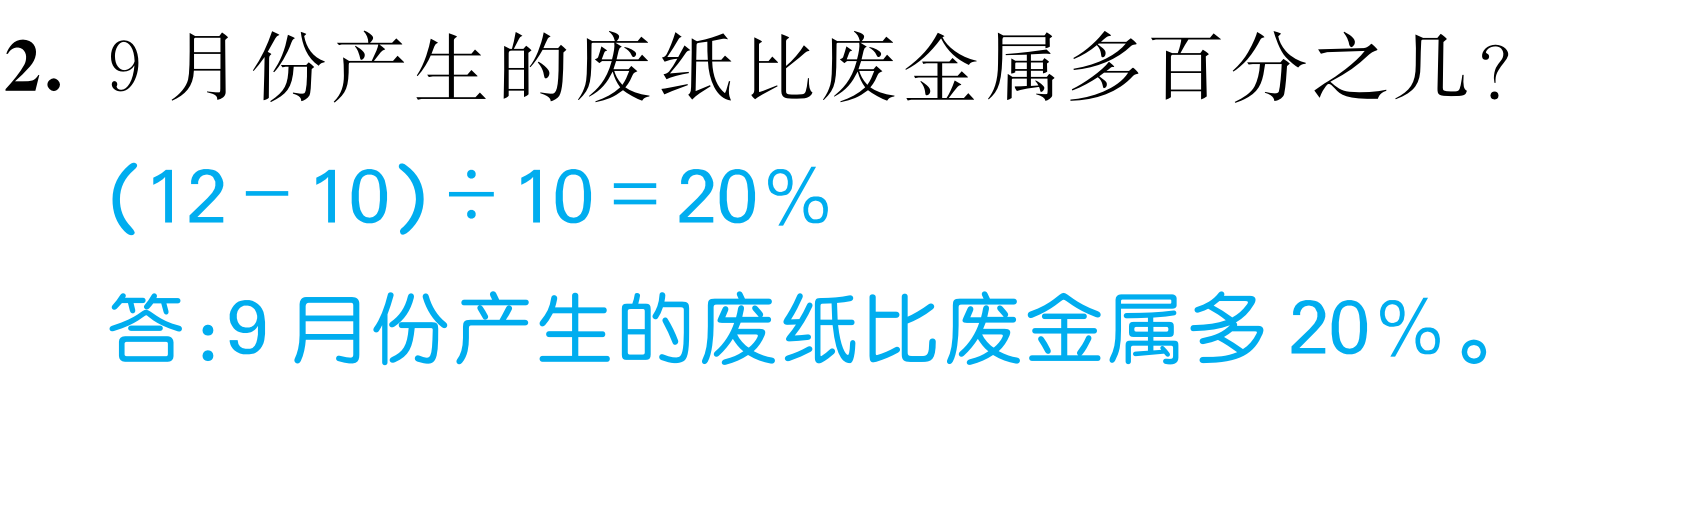 2. 9 月份产生的废纸比废金属多百分之几?
(12－10)÷10＝20%
答:9 月份产生的废纸比废金属多 20%。